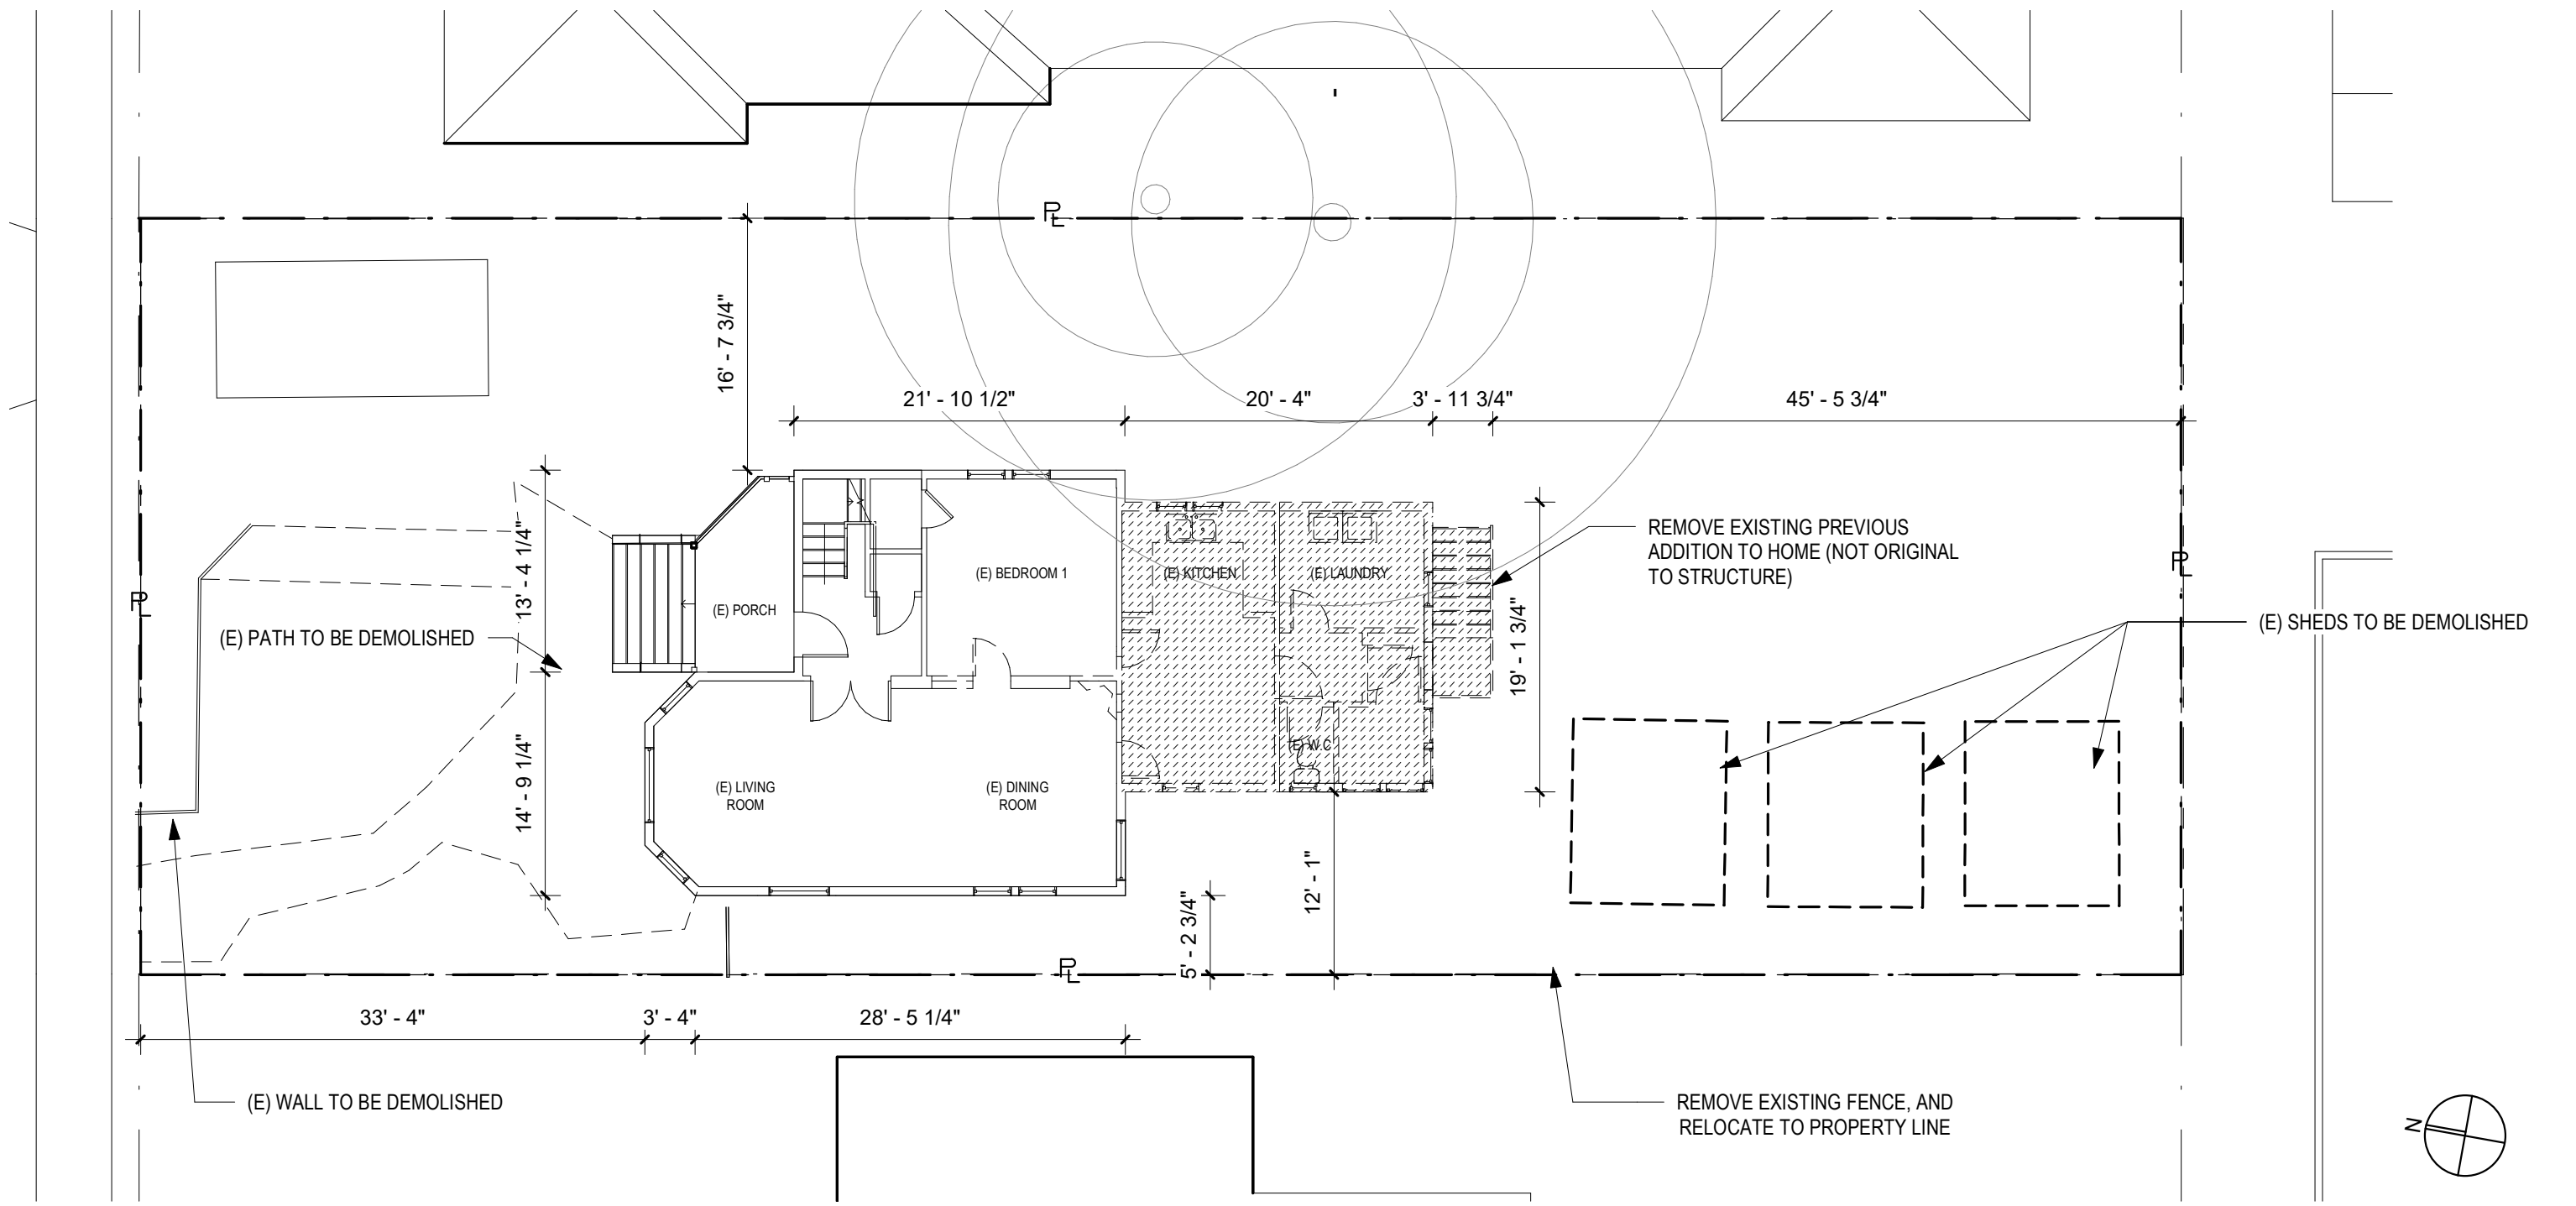 PL
16' - 7 3/4"
21' - 10 1/2"
20' - 4"
3' - 11 3/4"
45' - 5 3/4"
13' - 4 1/4"
14' - 9 1/4"
(E) BEDROOM 1
(E) KITCHEN
(E) LAUNDRY
(E) PORCH
(E) W.C
(E) LIVING
ROOM
(E) DINING
ROOM
19' - 1 3/4"
REMOVE EXISTING PREVIOUS
ADDITION TO HOME (NOT ORIGINAL
TO STRUCTURE)
PL
PL
(E) PATH TO BE DEMOLISHED
(E) SHEDS TO BE DEMOLISHED
12' - 1"
5' - 2 3/4"
PL
33' - 4"
3' - 4"
28' - 5 1/4"
(E) WALL TO BE DEMOLISHED
REMOVE EXISTING FENCE, AND
RELOCATE TO PROPERTY LINE
N